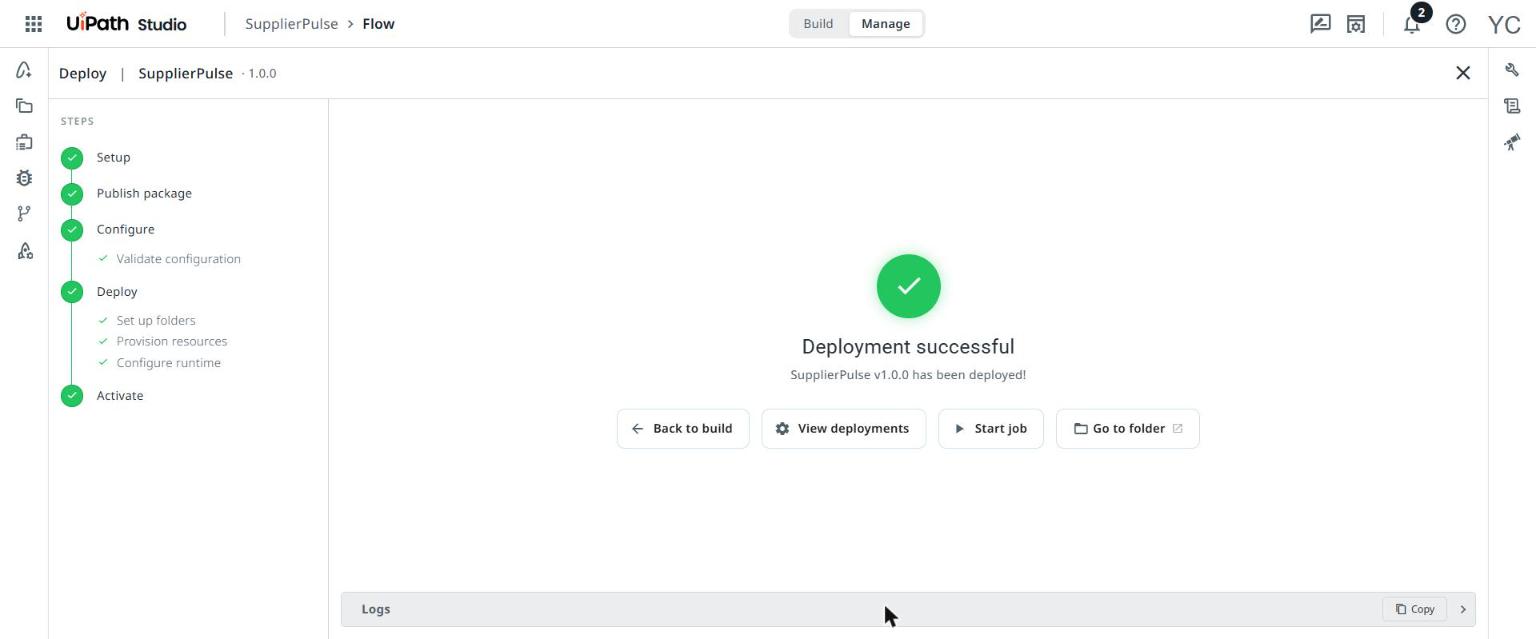 UiPath Studio SupplierPulse > Flow Build Manage 2 YC
Deploy | SupplierPulse · 1.0.0
STEPS
Setup
Publish package
Configure
Validate configuration
Deploy
Set up folders
Provision resources
Configure runtime
Activate
Deployment successful
SupplierPulse v1.0.0 has been deployed!
Back to build View deployments Start job Go to folder
Logs Copy